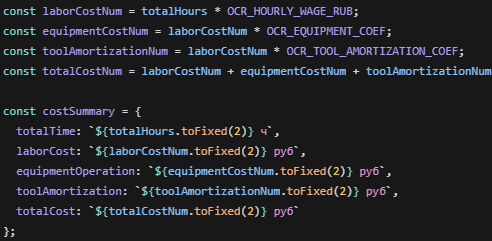 const laborCostNum = totalHours * OCR_HOURLY_WAGE_RUB;
const equipmentCostNum = laborCostNum * OCR_EQUIPMENT_COEF;
const toolAmortizationNum = laborCostNum * OCR_TOOL_AMORTIZATION_COEF;
const totalCostNum = laborCostNum + equipmentCostNum + toolAmortizationNum
const costSummary = {
totalTime: `${totalHours.toFixed(2)} ч`,
laborCost: `${laborCostNum.toFixed(2)} руб`,
equipmentOperation: `${equipmentCostNum.toFixed(2)} руб`,
toolAmortization: `${toolAmortizationNum.toFixed(2)} руб`,
totalCost: `${totalCostNum.toFixed(2)} руб`
};